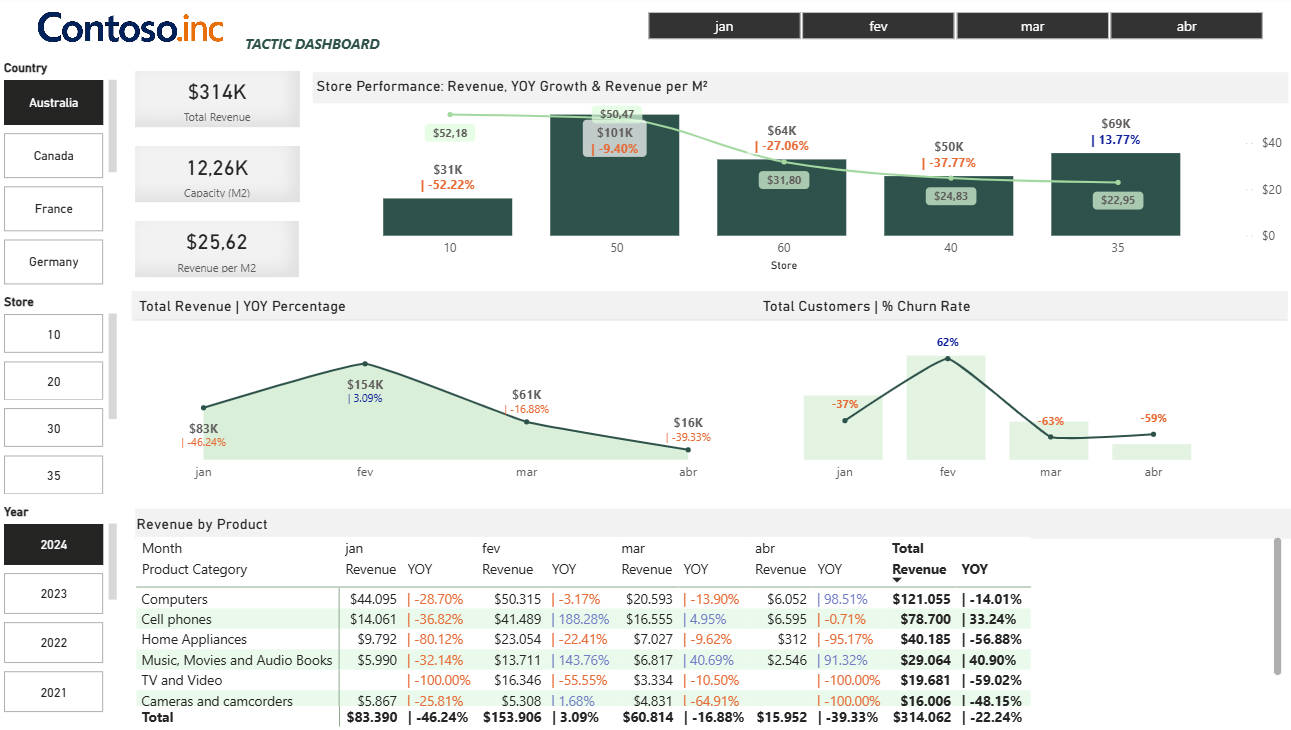 Contoso.inc
TACTIC DASHBOARD
jan fev mar abr
Country
Australia
Canada
France
Germany
Store
10
20
30
35
Year
2024
2023
2022
2021
$314K
Total Revenue
12,26K
Capacity (M2)
$25,62
Revenue per M2
Store Performance: Revenue, YOY Growth & Revenue per M²
$52,18
$31K
| -52.22%
$50,47
$101K
| -9.40%
$64K
| -27.06%
$31,80
$50K
| -37.77%
$24,83
$69K
| 13.77%
$22,95
$40
$20
$0
10 50 60 40 35
Store
Total Revenue | YOY Percentage
$83K
| -46.24%
$154K
| 3.09%
$61K
| -16.88%
$16K
| -39.33%
jan fev mar abr
Total Customers | % Churn Rate
-37%
62%
-63%
-59%
jan fev mar abr
Revenue by Product
Month jan fev mar abr Total
Product Category Revenue YOY Revenue YOY Revenue YOY Revenue YOY Revenue YOY
Computers $44.095 | -28.70% $50.315 | -3.17% $20.593 | -13.90% $6.052 | 98.51% $121.055 | -14.01%
Cell phones $14.061 | -36.82% $41.489 | 188.28% $16.555 | 4.95% $6.595 | -0.71% $78.700 | 33.24%
Home Appliances $9.792 | -80.12% $23.054 | -22.41% $7.027 | -9.62% $312 | -95.17% $40.185 | -56.88%
Music, Movies and Audio Books $5.990 | -32.14% $13.711 | 143.76% $6.817 | 40.69% $2.546 | 91.32% $29.064 | 40.90%
TV and Video | -100.00% $16.346 | -55.55% $3.334 | -10.50% | -100.00% $19.681 | -59.02%
Cameras and camcorders $5.867 | -25.81% $5.308 | 1.68% $4.831 | -64.91% | -100.00% $16.006 | -48.15%
Total $83.390 | -46.24% $153.906 | 3.09% $60.814 | -16.88% $15.952 | -39.33% $314.062 | -22.24%